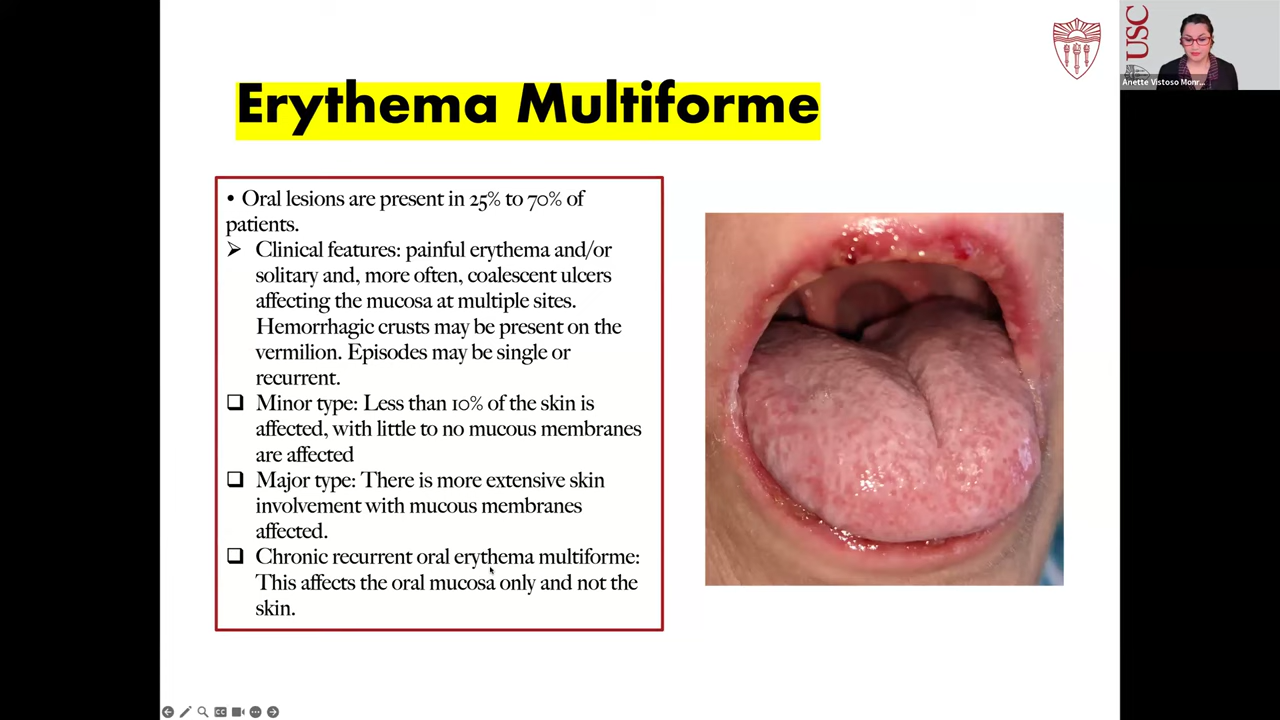 Erythema Multiforme
• Oral lesions are present in 25% to 70% of
patients.
➢ Clinical features: painful erythema and/or
solitary and, more often, coalescent ulcers
affecting the mucosa at multiple sites.
Hemorrhagic crusts may be present on the
vermilion. Episodes may be single or
recurrent.
❑ Minor type: Less than 10% of the skin is
affected, with little to no mucous membranes
are affected
❑ Major type: There is more extensive skin
involvement with mucous membranes
affected.
❑ Chronic recurrent oral erythema multiforme:
This affects the oral mucosa only and not the
skin.
USC
Anette Vistoso Monr...